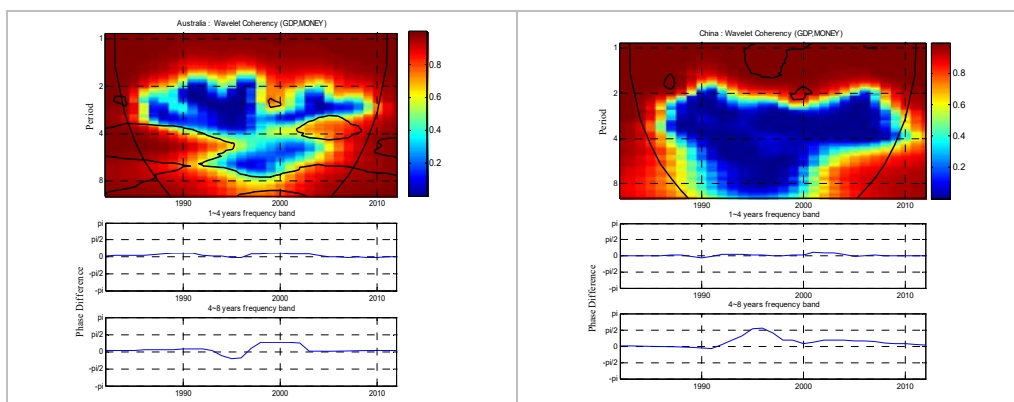 Australia : Wavelet Coherency (GDP,MONEY)
1
2
4
8
Period
1990
2000
2010
0.8
0.6
0.4
0.2
1~4 years frequency band
pi
pi/2
0
-pi/2
-pi
1990
2000
2010
Phase Difference
4~8 years frequency band
pi
pi/2
0
-pi/2
-pi
1990
2000
2010
China : Wavelet Coherency (GDP,MONEY)
1
2
4
8
Period
1990
2000
2010
0.8
0.6
0.4
0.2
1~4 years frequency band
pi
pi/2
0
-pi/2
-pi
1990
2000
2010
Phase Difference
4~8 years frequency band
pi
pi/2
0
-pi/2
-pi
1990
2000
2010